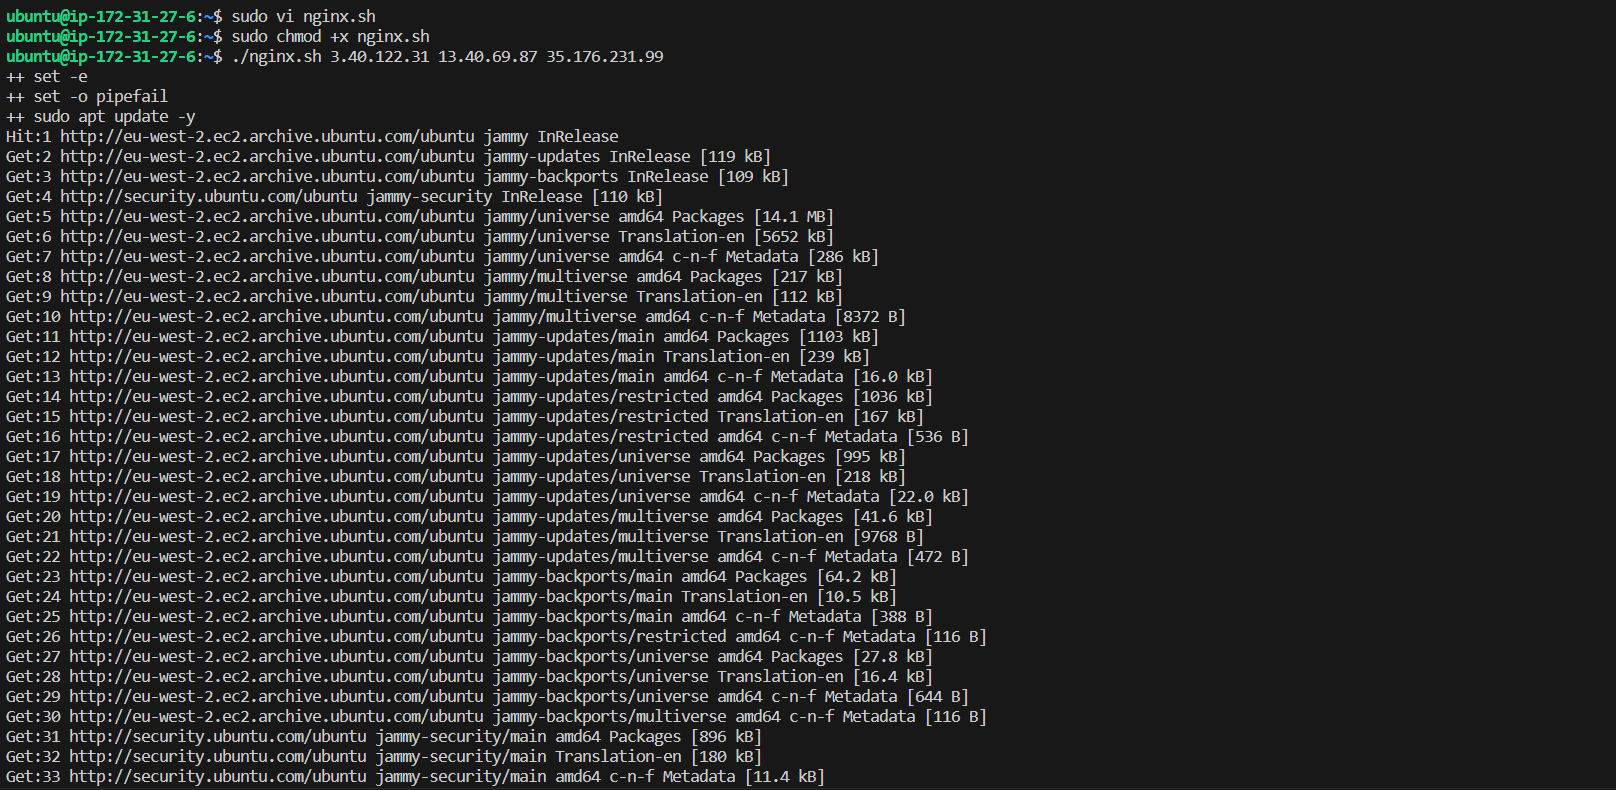 ubuntu@ip-172-31-27-6:~$ sudo vi nginx.sh
ubuntu@ip-172-31-27-6:~$ sudo chmod +x nginx.sh
ubuntu@ip-172-31-27-6:~$ ./nginx.sh 3.40.122.31 13.40.69.87 35.176.231.99
++ set -e
++ set -o pipefail
++ sudo apt update -y
Hit:1 http://eu-west-2.ec2.archive.ubuntu.com/ubuntu jammy InRelease
Get:2 http://eu-west-2.ec2.archive.ubuntu.com/ubuntu jammy-updates InRelease [119 kB]
Get:3 http://eu-west-2.ec2.archive.ubuntu.com/ubuntu jammy-backports InRelease [109 kB]
Get:4 http://security.ubuntu.com/ubuntu jammy-security InRelease [110 kB]
Get:5 http://eu-west-2.ec2.archive.ubuntu.com/ubuntu jammy/universe amd64 Packages [14.1 MB]
Get:6 http://eu-west-2.ec2.archive.ubuntu.com/ubuntu jammy/universe Translation-en [5652 kB]
Get:7 http://eu-west-2.ec2.archive.ubuntu.com/ubuntu jammy/universe amd64 c-n-f Metadata [286 kB]
Get:8 http://eu-west-2.ec2.archive.ubuntu.com/ubuntu jammy/multiverse amd64 Packages [217 kB]
Get:9 http://eu-west-2.ec2.archive.ubuntu.com/ubuntu jammy/multiverse Translation-en [112 kB]
Get:10 http://eu-west-2.ec2.archive.ubuntu.com/ubuntu jammy/multiverse amd64 c-n-f Metadata [8372 B]
Get:11 http://eu-west-2.ec2.archive.ubuntu.com/ubuntu jammy-updates/main amd64 Packages [1103 kB]
Get:12 http://eu-west-2.ec2.archive.ubuntu.com/ubuntu jammy-updates/main Translation-en [239 kB]
Get:13 http://eu-west-2.ec2.archive.ubuntu.com/ubuntu jammy-updates/main amd64 c-n-f Metadata [16.0 kB]
Get:14 http://eu-west-2.ec2.archive.ubuntu.com/ubuntu jammy-updates/restricted amd64 Packages [1036 kB]
Get:15 http://eu-west-2.ec2.archive.ubuntu.com/ubuntu jammy-updates/restricted Translation-en [167 kB]
Get:16 http://eu-west-2.ec2.archive.ubuntu.com/ubuntu jammy-updates/restricted amd64 c-n-f Metadata [536 B]
Get:17 http://eu-west-2.ec2.archive.ubuntu.com/ubuntu jammy-updates/universe amd64 Packages [995 kB]
Get:18 http://eu-west-2.ec2.archive.ubuntu.com/ubuntu jammy-updates/universe Translation-en [218 kB]
Get:19 http://eu-west-2.ec2.archive.ubuntu.com/ubuntu jammy-updates/universe amd64 c-n-f Metadata [22.0 kB]
Get:20 http://eu-west-2.ec2.archive.ubuntu.com/ubuntu jammy-updates/multiverse amd64 Packages [41.6 kB]
Get:21 http://eu-west-2.ec2.archive.ubuntu.com/ubuntu jammy-updates/multiverse Translation-en [9768 B]
Get:22 http://eu-west-2.ec2.archive.ubuntu.com/ubuntu jammy-updates/multiverse amd64 c-n-f Metadata [472 B]
Get:23 http://eu-west-2.ec2.archive.ubuntu.com/ubuntu jammy-backports/main amd64 Packages [64.2 kB]
Get:24 http://eu-west-2.ec2.archive.ubuntu.com/ubuntu jammy-backports/main Translation-en [10.5 kB]
Get:25 http://eu-west-2.ec2.archive.ubuntu.com/ubuntu jammy-backports/main amd64 c-n-f Metadata [388 B]
Get:26 http://eu-west-2.ec2.archive.ubuntu.com/ubuntu jammy-backports/restricted amd64 c-n-f Metadata [116 B]
Get:27 http://eu-west-2.ec2.archive.ubuntu.com/ubuntu jammy-backports/universe amd64 Packages [27.8 kB]
Get:28 http://eu-west-2.ec2.archive.ubuntu.com/ubuntu jammy-backports/universe Translation-en [16.4 kB]
Get:29 http://eu-west-2.ec2.archive.ubuntu.com/ubuntu jammy-backports/universe amd64 c-n-f Metadata [644 B]
Get:30 http://eu-west-2.ec2.archive.ubuntu.com/ubuntu jammy-backports/multiverse amd64 c-n-f Metadata [116 B]
Get:31 http://security.ubuntu.com/ubuntu jammy-security/main amd64 Packages [896 kB]
Get:32 http://security.ubuntu.com/ubuntu jammy-security/main Translation-en [180 kB]
Get:33 http://security.ubuntu.com/ubuntu jammy-security/main amd64 c-n-f Metadata [11.4 kB]